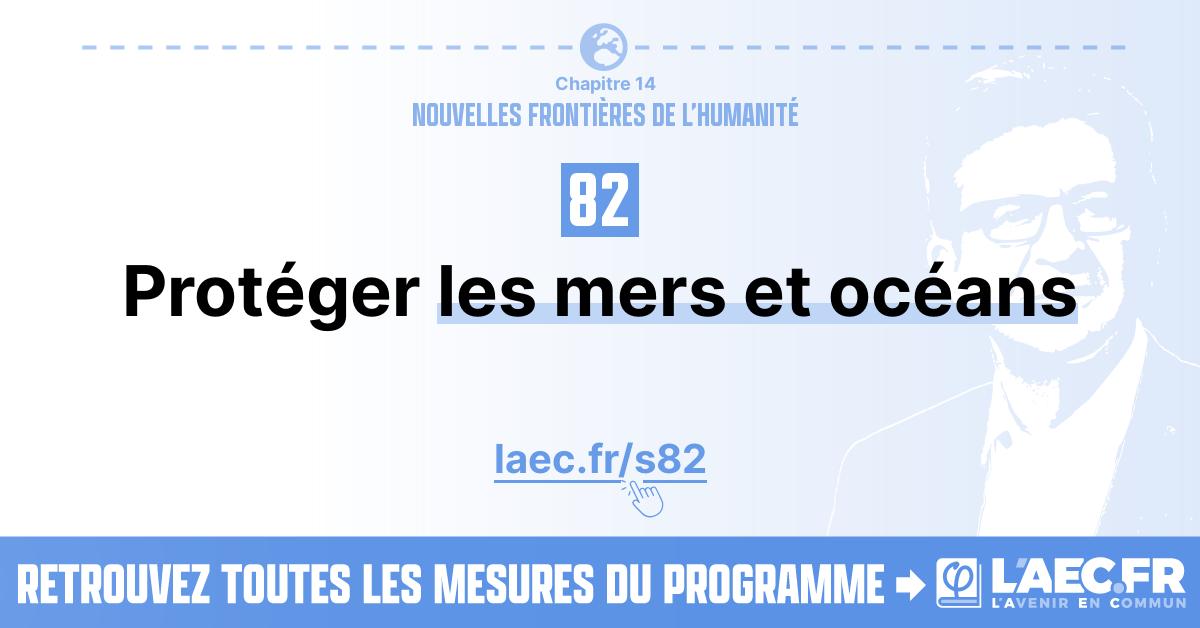 Chapitre 14
NOUVELLES FRONTIÈRES DE L'HUMANITÉ
82
Protéger les mers et océans
laec.fr/s82
RETROUVEZ TOUTES LES MESURES DU PROGRAMME
φ L'AEC.FR
L'AVENIR EN COMMUN